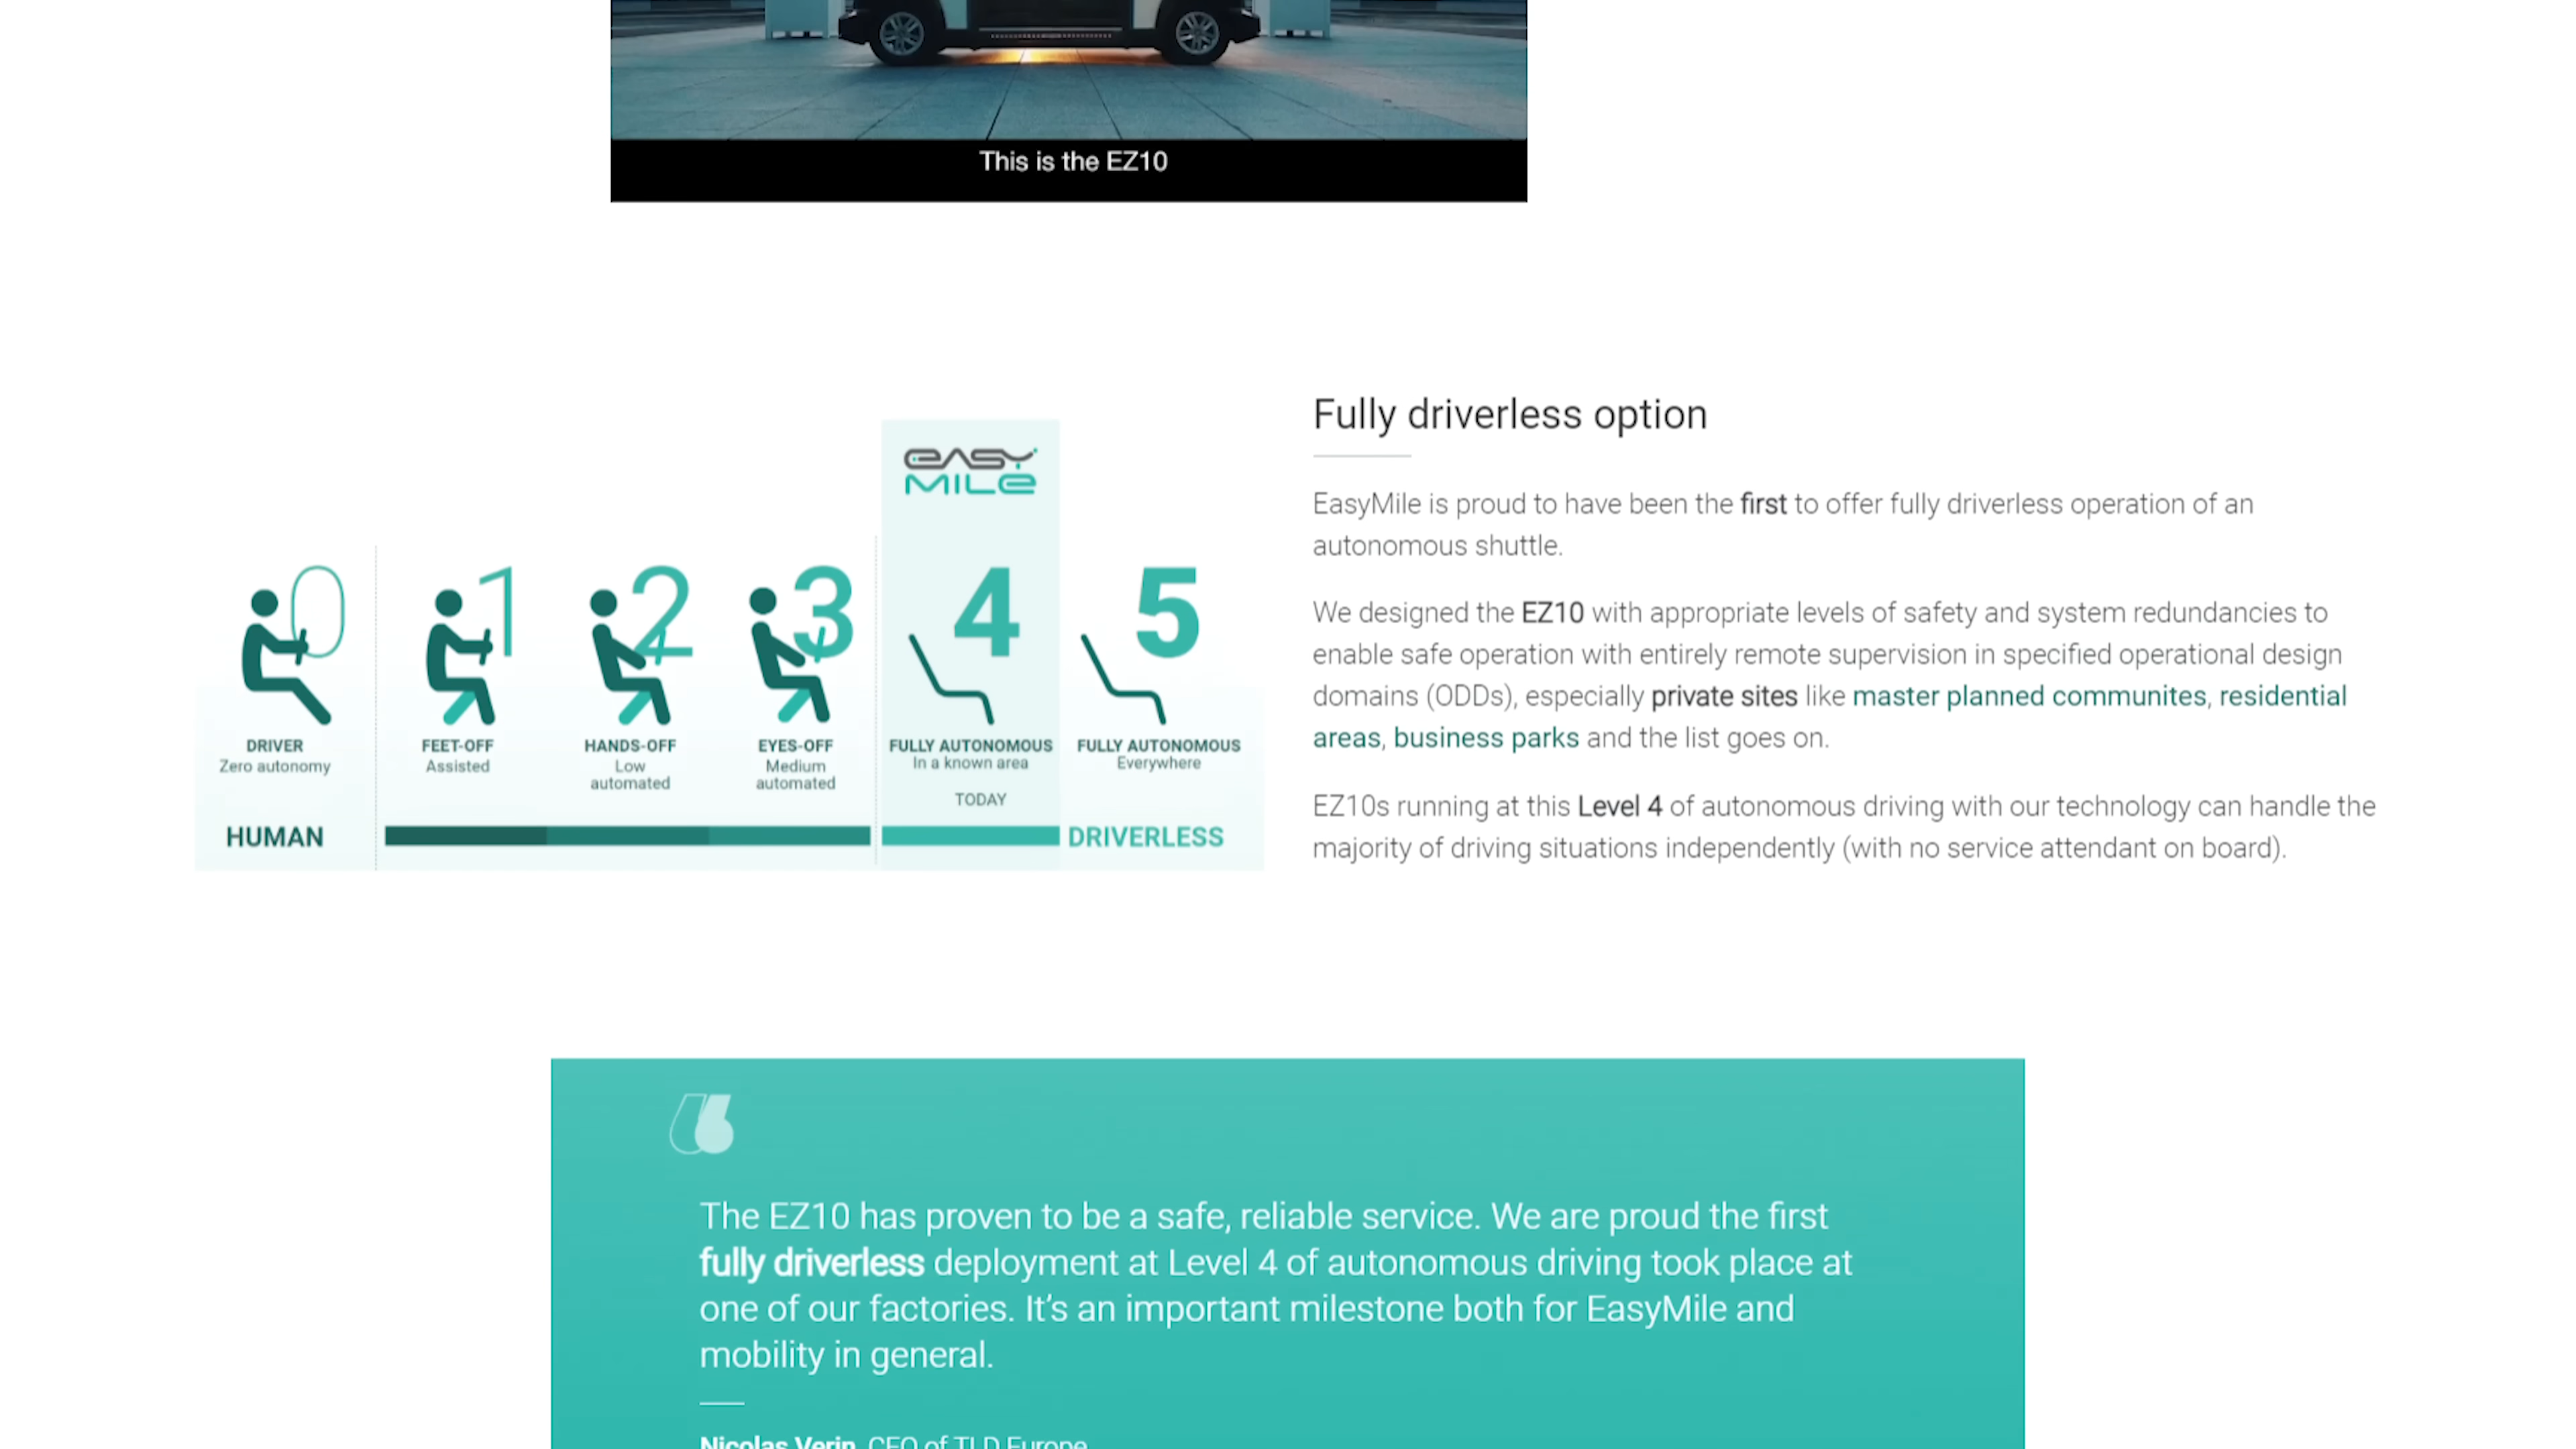 This is the EZ10
Fully driverless option
EasyMile is proud to have been the first to offer fully driverless operation of an
autonomous shuttle.
We designed the EZ10 with appropriate levels of safety and system redundancies to
enable safe operation with entirely remote supervision in specified operational design
domains (ODDs), especially private sites like master planned communites, residential
areas, business parks and the list goes on.
EZ10s running at this Level 4 of autonomous driving with our technology can handle the
majority of driving situations independently (with no service attendant on board).
EASY
MILE
0
1
2
3
4
5
DRIVER
Zero autonomy
FEET-OFF
Assisted
HANDS-OFF
Low
automated
EYES-OFF
Medium
automated
FULLY AUTONOMOUS
In a known area
TODAY
FULLY AUTONOMOUS
Everywhere
HUMAN
DRIVERLESS
The EZ10 has proven to be a safe, reliable service. We are proud the first
fully driverless deployment at Level 4 of autonomous driving took place at
one of our factories. It's an important milestone both for EasyMile and
mobility in general.
Nicolas Verin, CEO of TLD Europe